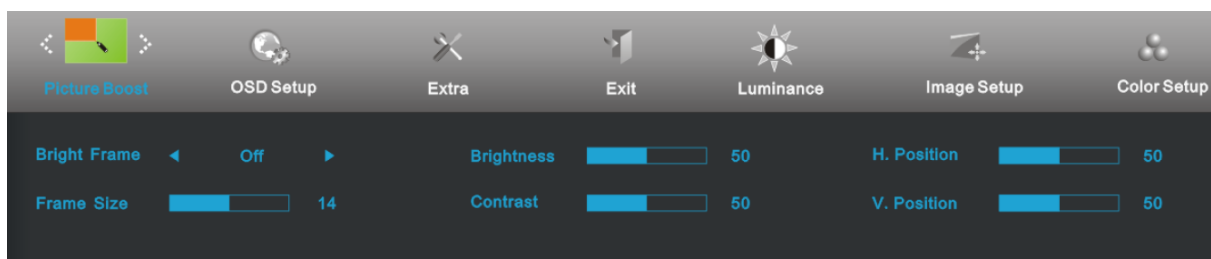 Picture Boost OSD Setup Extra Exit Luminance Image Setup Color Setup
Bright Frame Off Brightness 50 H. Position 50
Frame Size 14 Contrast 50 V. Position 50